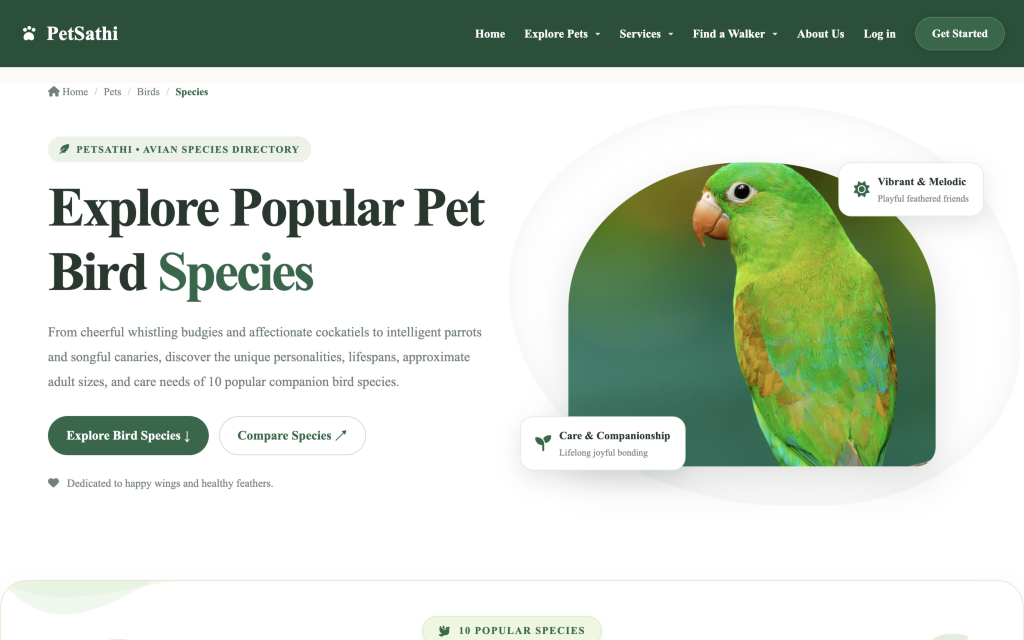 PetSathi
Home
Explore Pets
Services
Find a Walker
About Us
Log in
Get Started
Home / Pets / Birds / Species
PETSATHI • AVIAN SPECIES DIRECTORY
Explore Popular Pet
Bird Species
From cheerful whistling budgies and affectionate cockatiels to intelligent parrots
and songful canaries, discover the unique personalities, lifespans, approximate
adult sizes, and care needs of 10 popular companion bird species.
Explore Bird Species ↓
Compare Species ↗
Dedicated to happy wings and healthy feathers.
Vibrant & Melodic
Playful feathered friends
Care & Companionship
Lifelong joyful bonding
10 POPULAR SPECIES